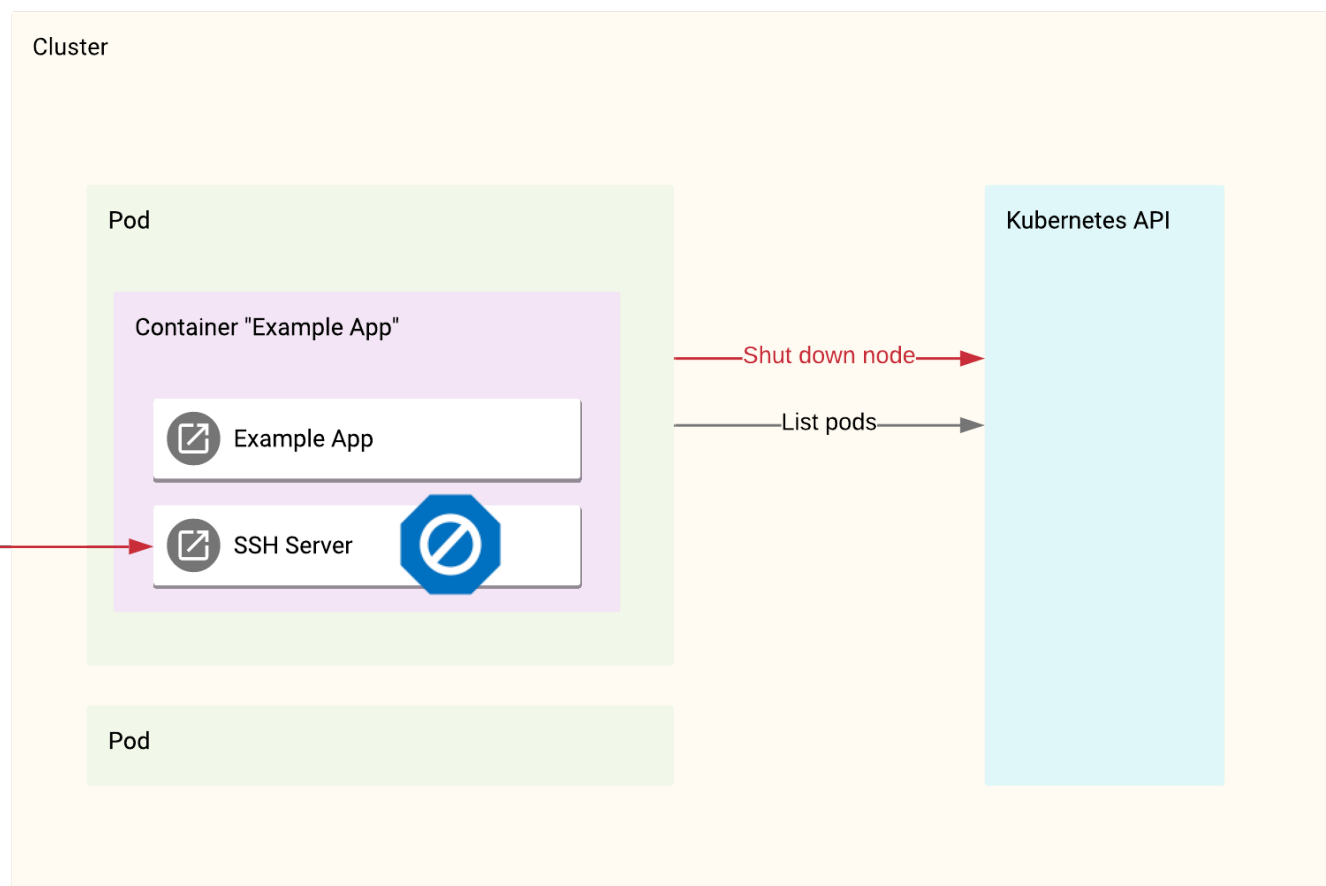 Cluster
Pod
Kubernetes API
Container "Example App"
Shut down node
List pods
Example App
SSH Server
Pod